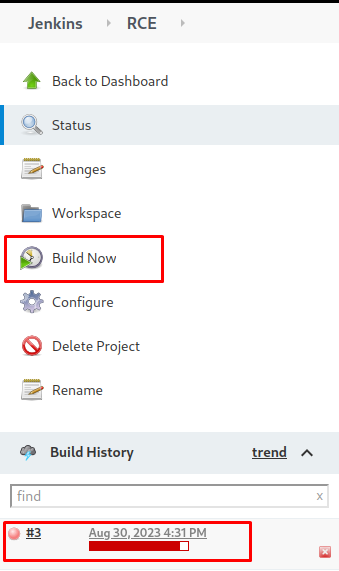 Jenkins RCE
Back to Dashboard
Status
Changes
Workspace
Build Now
Configure
Delete Project
Rename
Build History trend
find x
#3 Aug 30, 2023 4:31 PM